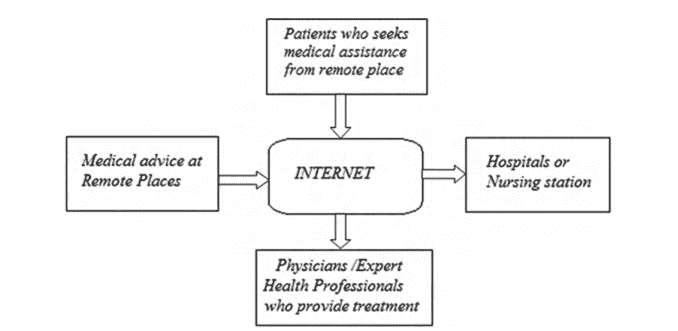 Patients who seeks
medical assistance
from remote place
Medical advice at
Remote Places
INTERNET
Hospitals or
Nursing station
Physicians /Expert
Health Professionals
who provide treatment